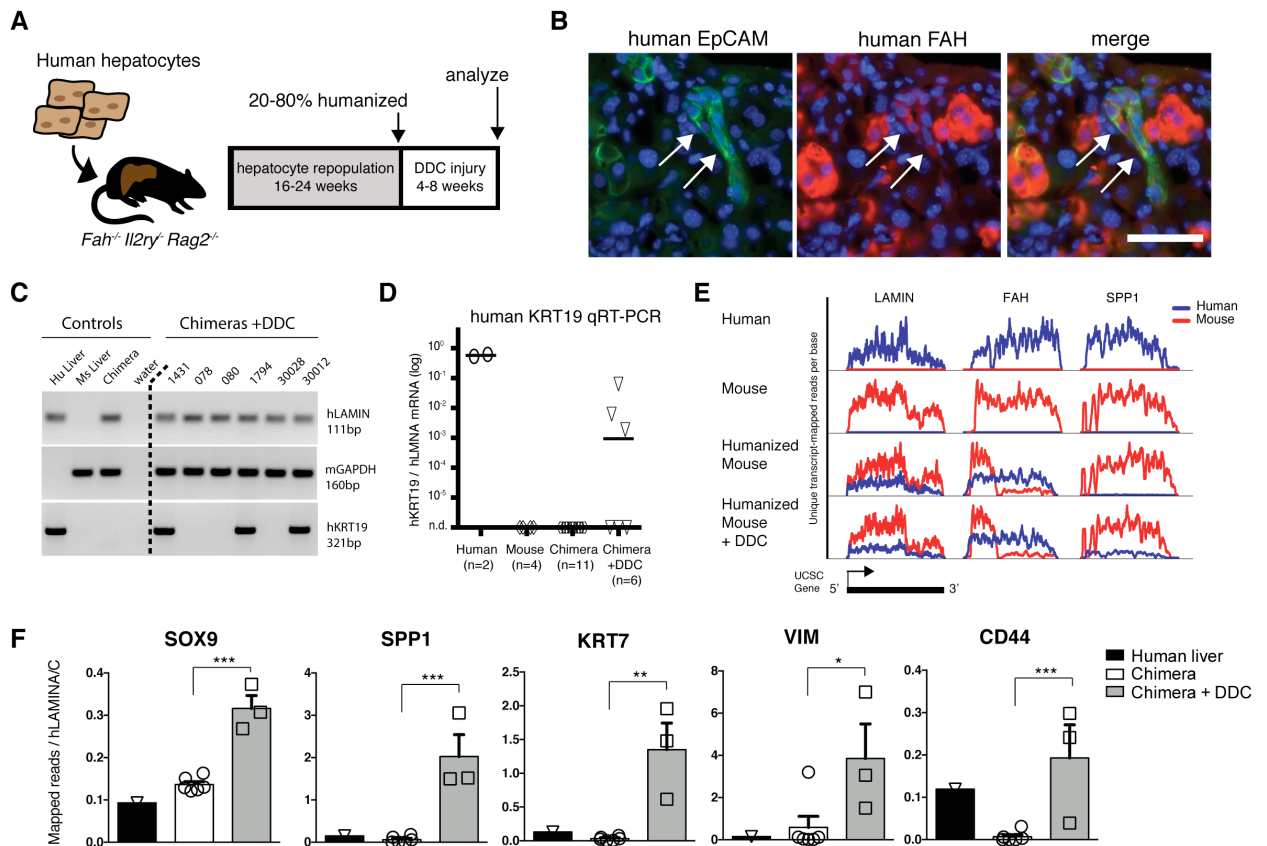 A
Human hepatocytes
Fah-/- Il2rγ-/- Rag2-/-
20-80% humanized
analyze
hepatocyte repopulation
16-24 weeks
DDC injury
4-8 weeks
B
human EpCAM
human FAH
merge
C
Controls
Chimeras +DDC
Hu Liver
Ms Liver
Chimera
water
1431
078
080
1794
30028
30012
hLAMIN
111bp
mGAPDH
160bp
hKRT19
321bp
D
human KRT19 qRT-PCR
hKRT19 / hLMNA mRNA (log)
10⁰
10⁻¹
10⁻²
10⁻³
10⁻⁴
10⁻⁵
n.d.
Human
(n=2)
Mouse
(n=4)
Chimera
(n=11)
Chimera
+DDC
(n=6)
E
LAMIN
FAH
SPP1
Human
Mouse
Human
Mouse
Humanized
Mouse
Humanized
Mouse
+ DDC
Unique transcript-mapped reads per base
UCSC
Gene
5'
3'
F
Mapped reads / hLAMINA/C
SOX9
***
0.4
0.3
0.2
0.1
0.0
SPP1
***
4
3
2
1
0
KRT7
**
2.5
2.0
1.5
1.0
0.5
0.0
VIM
*
8
6
4
2
0
CD44
***
0.4
0.3
0.2
0.1
0.0
Human liver
Chimera
Chimera + DDC